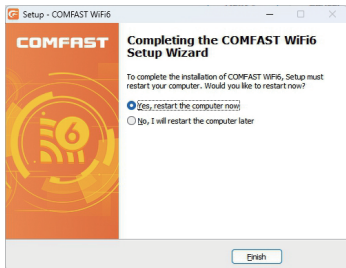 Setup - COMFAST WiFi6
COMFAST
Completing the COMFAST WiFi6
Setup Wizard
To complete the installation of COMFAST WiFi6, Setup must
restart your computer. Would you like to restart now?
Yes, restart the computer now
No, I will restart the computer later
6
Finish